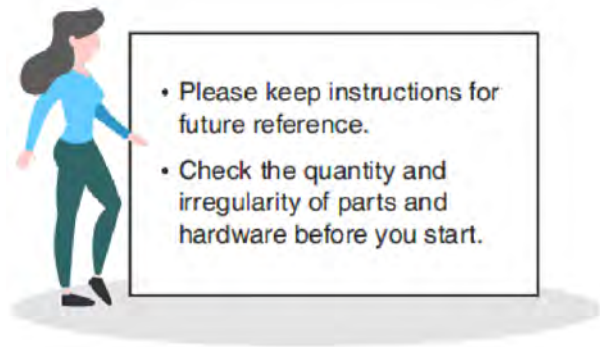 • Please keep instructions for
future reference.
• Check the quantity and
irregularity of parts and
hardware before you start.